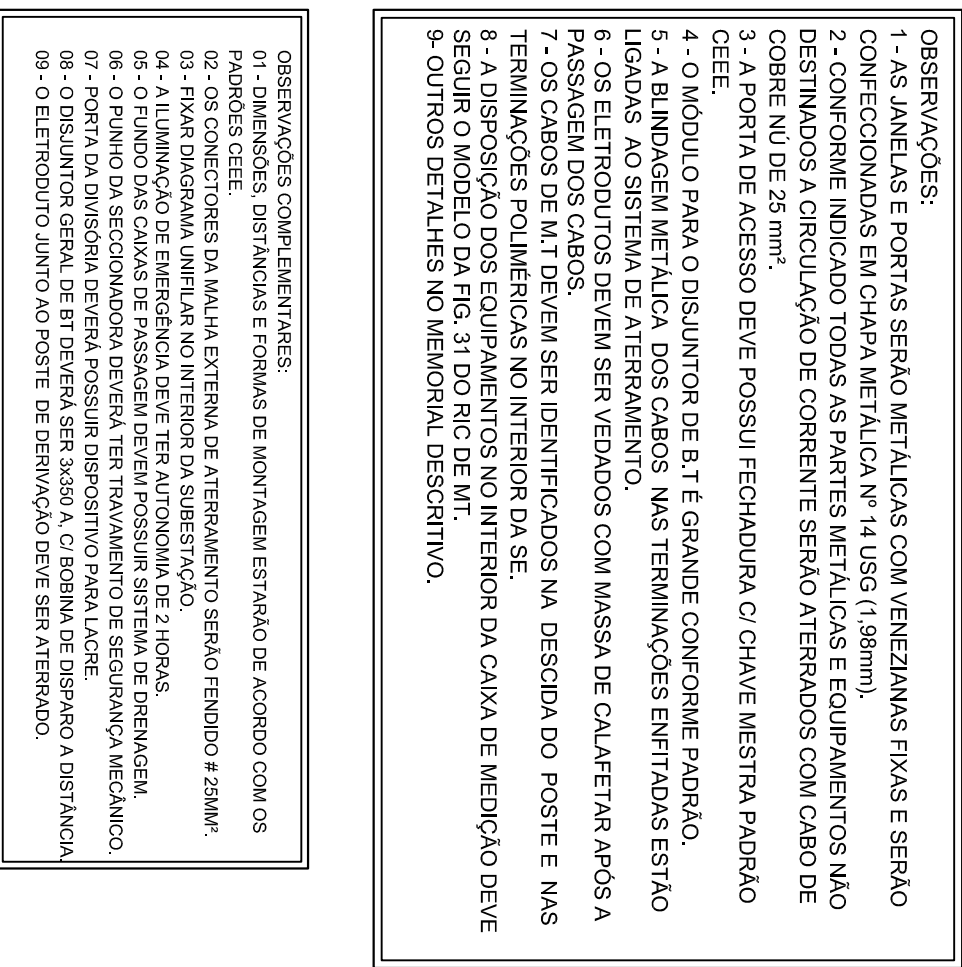 OBSERVAÇÕES:
1 - AS JANELAS E PORTAS SERÃO METÁLICAS COM VENEZIANAS FIXAS E SERÃO
CONFECCIONADAS EM CHAPA METÁLICA Nº 14 USG (1,98mm).
2 - CONFORME INDICADO TODAS AS PARTES METÁLICAS E EQUIPAMENTOS NÃO
DESTINADOS A CIRCULAÇÃO DE CORRENTE SERÃO ATERRADOS COM CABO DE
COBRE NÚ DE 25 mm².
3 - A PORTA DE ACESSO DEVE POSSUI FECHADURA C/ CHAVE MESTRA PADRÃO
CEEE.
4 - O MÓDULO PARA O DISJUNTOR DE B.T É GRANDE CONFORME PADRÃO.
5 - A BLINDAGEM METÁLICA DOS CABOS NAS TERMINAÇÕES ENFITADAS ESTÃO
LIGADAS AO SISTEMA DE ATERRAMENTO.
6 - OS ELETRODUTOS DEVEM SER VEDADOS COM MASSA DE CALAFETAR APÓS A
PASSAGEM DOS CABOS.
7 - OS CABOS DE M.T DEVEM SER IDENTIFICADOS NA DESCIDA DO POSTE E NAS
TERMINAÇÕES POLIMÉRICAS NO INTERIOR DA SE.
8 - A DISPOSIÇÃO DOS EQUIPAMENTOS NO INTERIOR DA CAIXA DE MEDIÇÃO DEVE
SEGUIR O MODELO DA FIG. 31 DO RIC DE MT.
9- OUTROS DETALHES NO MEMORIAL DESCRITIVO.
OBSERVAÇÕES COMPLEMENTARES:
01 - DIMENSÕES, DISTÂNCIAS E FORMAS DE MONTAGEM ESTARÃO DE ACORDO COM OS
PADRÕES CEEE.
02 - OS CONECTORES DA MALHA EXTERNA DE ATERRAMENTO SERÃO FENDIDO # 25MM².
03 - FIXAR DIAGRAMA UNIFILAR NO INTERIOR DA SUBESTAÇÃO.
04 - A ILUMINAÇÃO DE EMERGÊNCIA DEVE TER AUTONOMIA DE 2 HORAS.
05 - O FUNDO DAS CAIXAS DE PASSAGEM DEVEM POSSUIR SISTEMA DE DRENAGEM.
06 - O PUNHO DA SECCIONADORA DEVERÁ TER TRAVAMENTO DE SEGURANÇA MECÂNICO.
07 - PORTA DA DIVISÓRIA DEVERÁ POSSUIR DISPOSITIVO PARA LACRE.
08 - O DISJUNTOR GERAL DE BT DEVERÁ SER 3x350 A, C/ BOBINA DE DISPARO A DISTÂNCIA.
09 - O ELETRODUTO JUNTO AO POSTE DE DERIVAÇÃO DEVE SER ATERRADO.